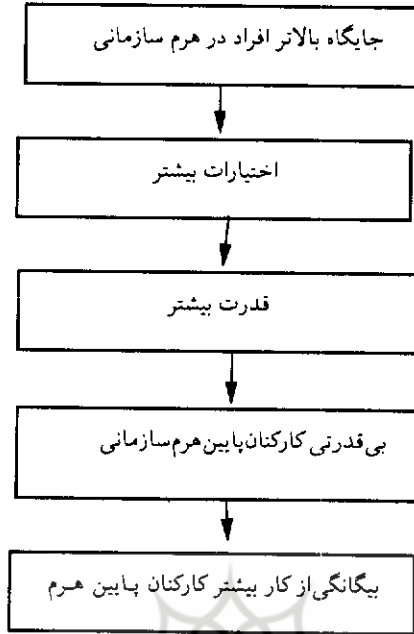 جایگاه بالاتر افراد در هرم سازمانی
اختیارات بیشتر
قدرت بیشتر
بی‌قدرتی کارکنان پایین هرم سازمانی
بیگانگی از کار بیشتر کارکنان پایین هرم